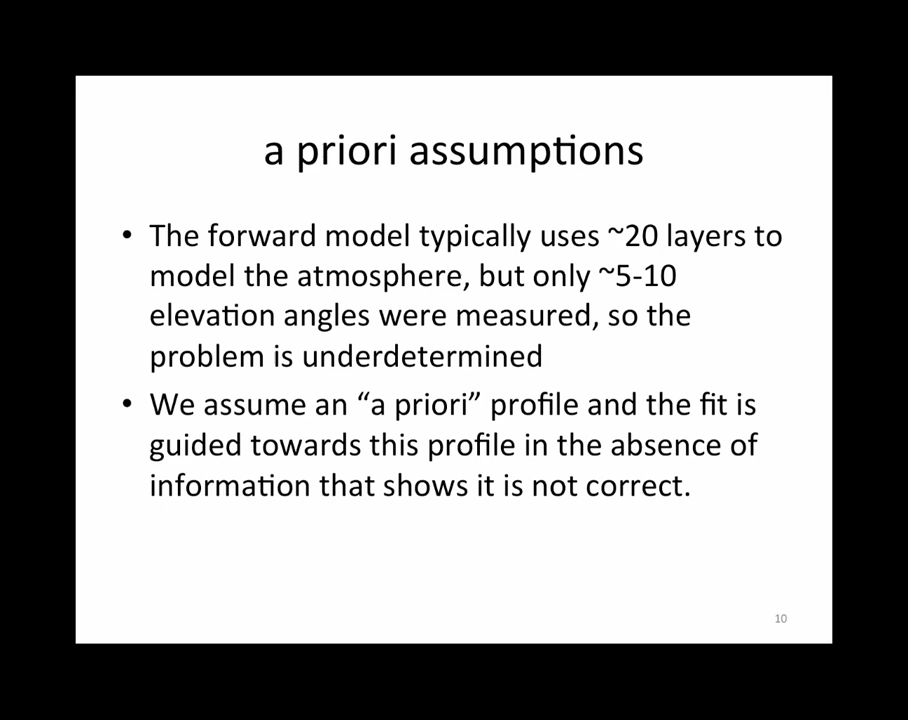 a priori assumptions
• The forward model typically uses ~20 layers to
model the atmosphere, but only ~5-10
elevation angles were measured, so the
problem is underdetermined
• We assume an “a priori” profile and the fit is
guided towards this profile in the absence of
information that shows it is not correct.
10